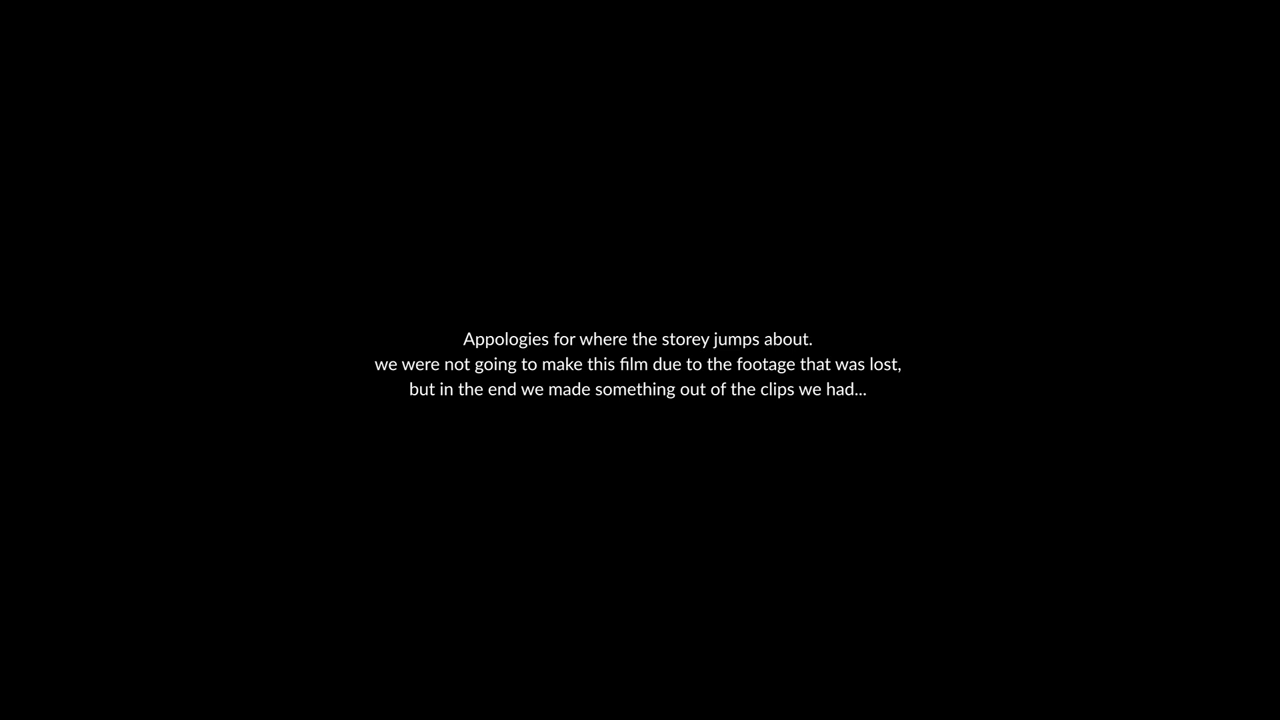 Appologies for where the storey jumps about.
we were not going to make this film due to the footage that was lost,
but in the end we made something out of the clips we had...